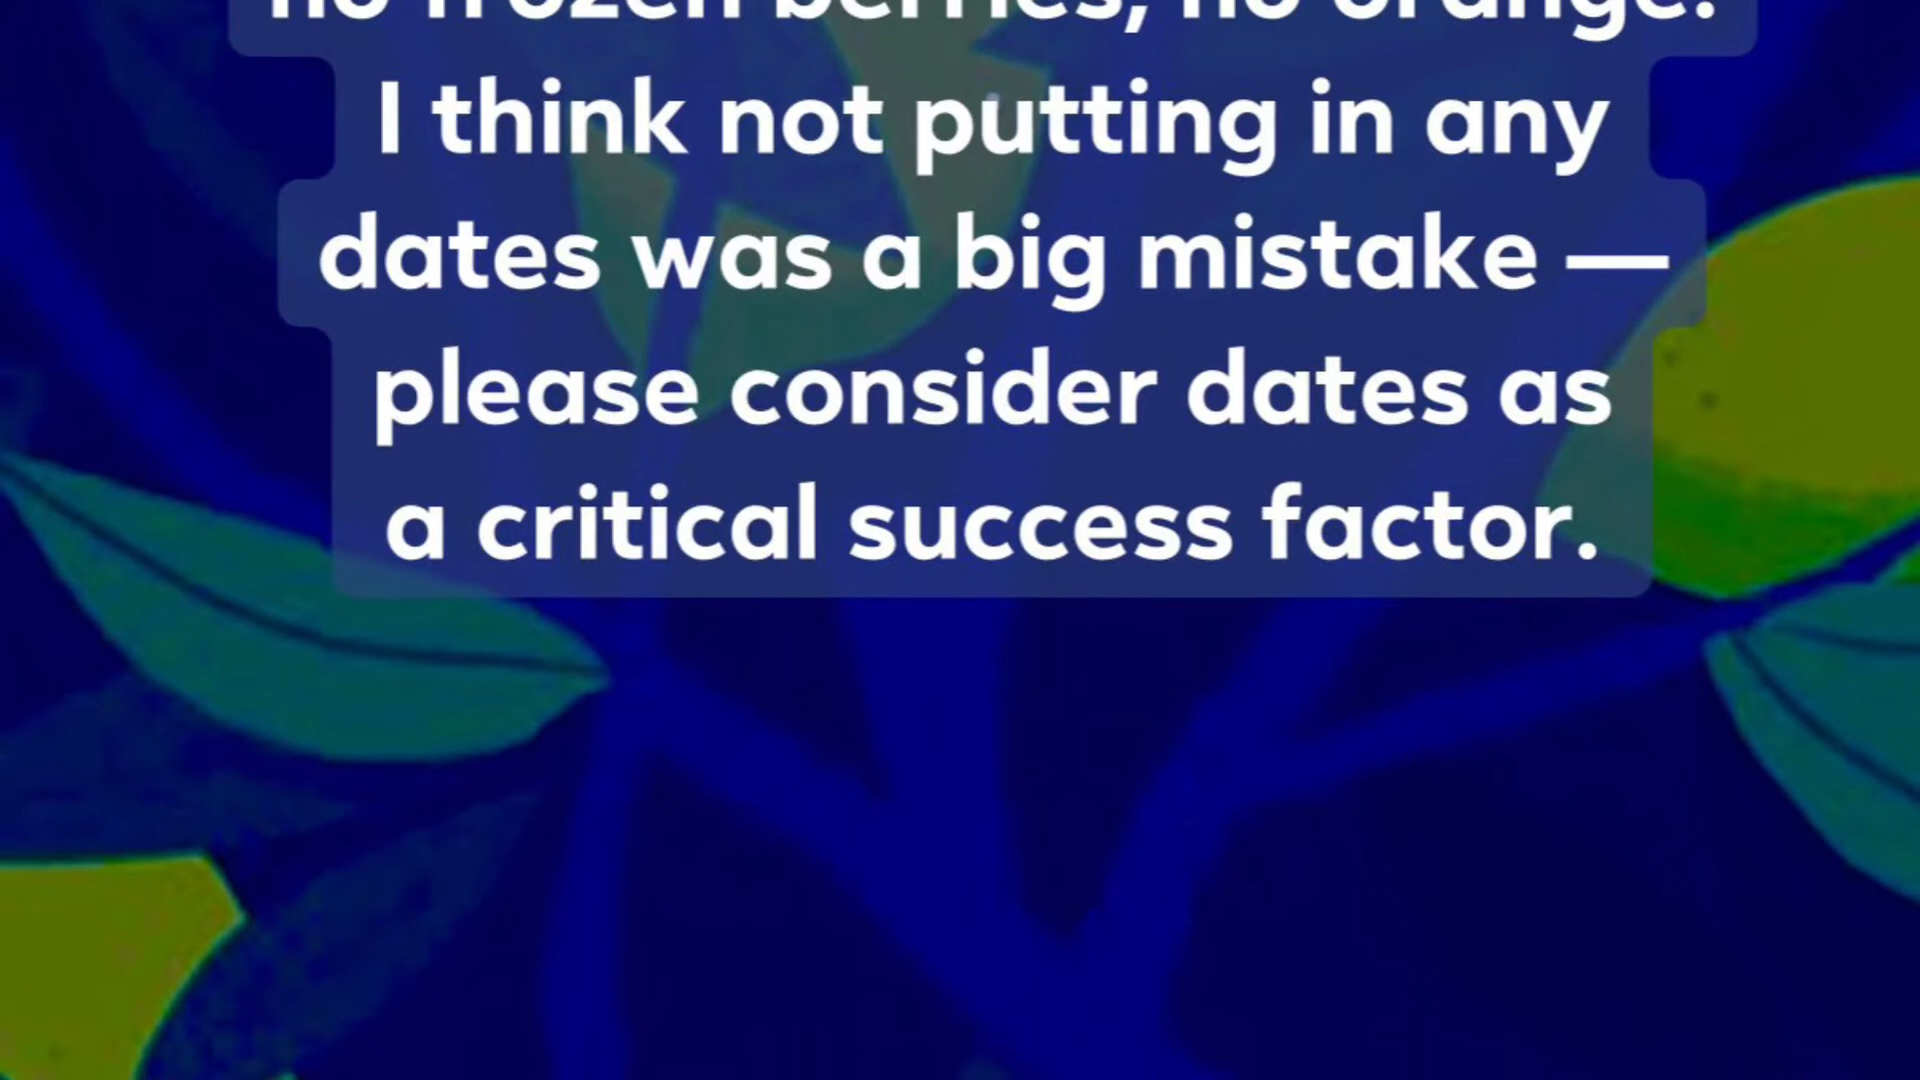 no frozen berries, no orange.
I think not putting in any
dates was a big mistake —
please consider dates as
a critical success factor.